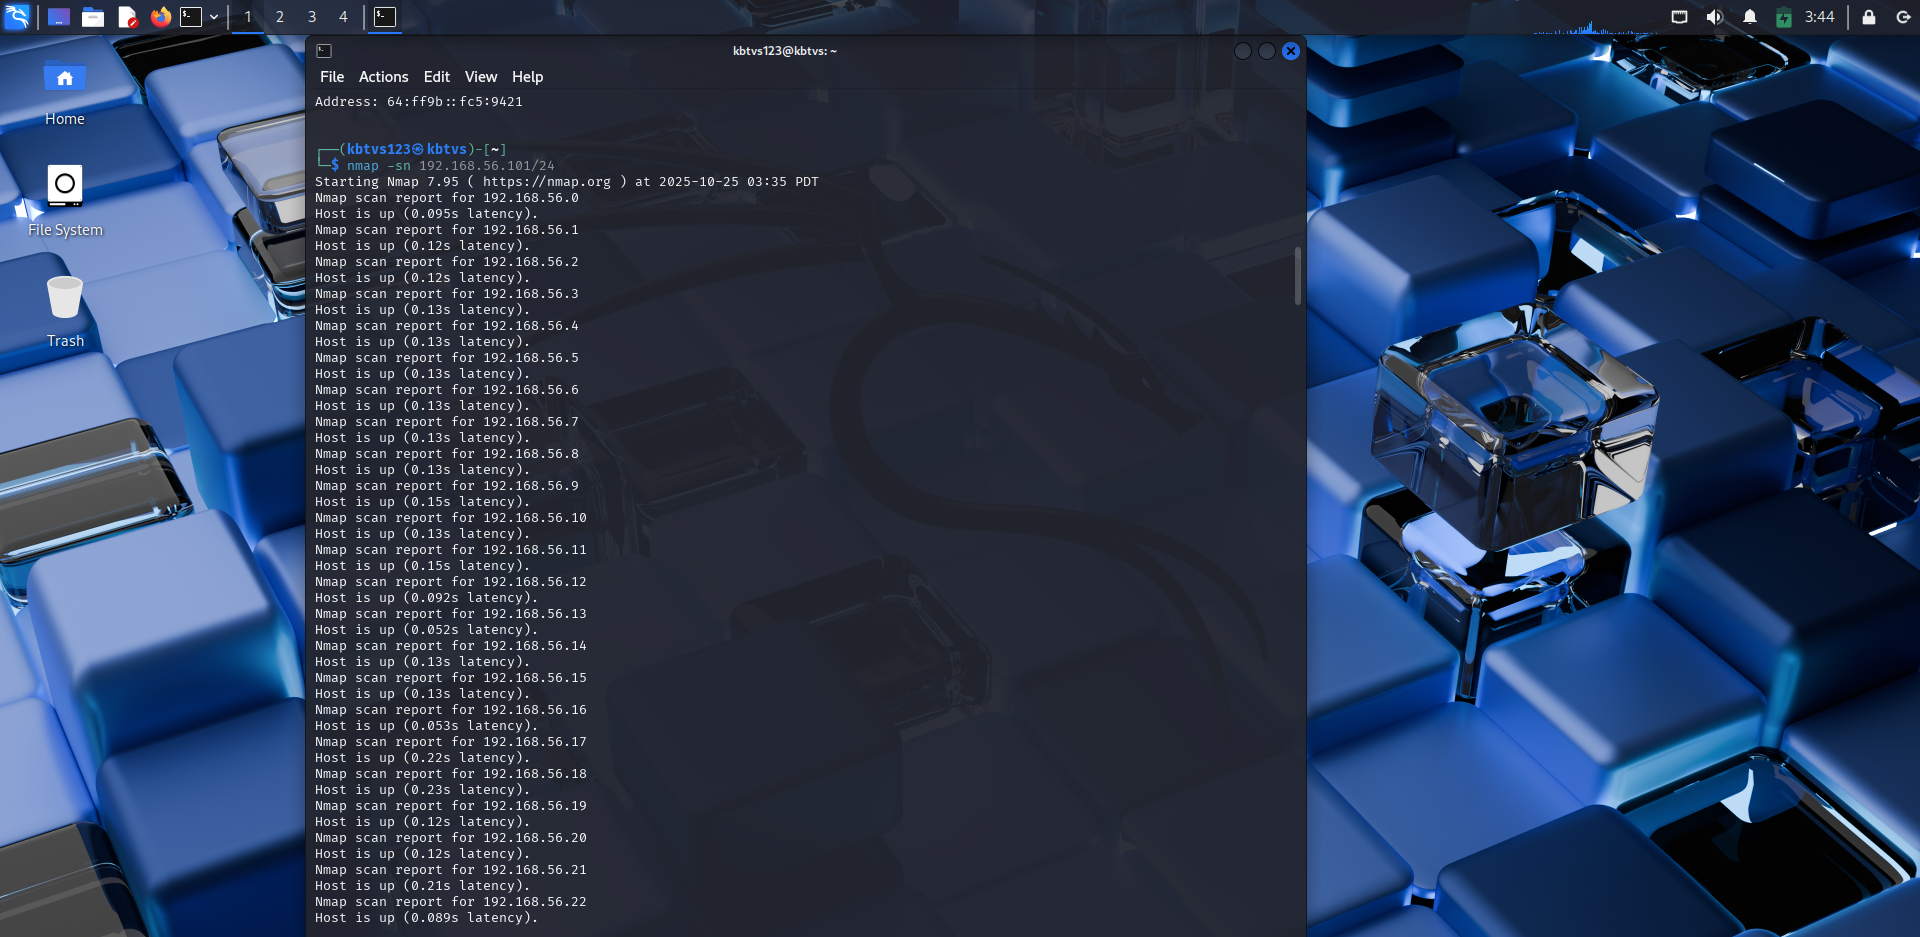 1 2 3 4
3:44
kbtvs123@kbtvs: ~
File Actions Edit View Help
Home
File System
Trash
Address: 64:ff9b::fc5:9421
┌──(kbtvs123㉿kbtvs)-[~]
└─$ nmap -sn 192.168.56.101/24
Starting Nmap 7.95 ( https://nmap.org ) at 2025-10-25 03:35 PDT
Nmap scan report for 192.168.56.0
Host is up (0.095s latency).
Nmap scan report for 192.168.56.1
Host is up (0.12s latency).
Nmap scan report for 192.168.56.2
Host is up (0.12s latency).
Nmap scan report for 192.168.56.3
Host is up (0.13s latency).
Nmap scan report for 192.168.56.4
Host is up (0.13s latency).
Nmap scan report for 192.168.56.5
Host is up (0.13s latency).
Nmap scan report for 192.168.56.6
Host is up (0.13s latency).
Nmap scan report for 192.168.56.7
Host is up (0.13s latency).
Nmap scan report for 192.168.56.8
Host is up (0.13s latency).
Nmap scan report for 192.168.56.9
Host is up (0.15s latency).
Nmap scan report for 192.168.56.10
Host is up (0.13s latency).
Nmap scan report for 192.168.56.11
Host is up (0.15s latency).
Nmap scan report for 192.168.56.12
Host is up (0.092s latency).
Nmap scan report for 192.168.56.13
Host is up (0.052s latency).
Nmap scan report for 192.168.56.14
Host is up (0.13s latency).
Nmap scan report for 192.168.56.15
Host is up (0.13s latency).
Nmap scan report for 192.168.56.16
Host is up (0.053s latency).
Nmap scan report for 192.168.56.17
Host is up (0.22s latency).
Nmap scan report for 192.168.56.18
Host is up (0.23s latency).
Nmap scan report for 192.168.56.19
Host is up (0.12s latency).
Nmap scan report for 192.168.56.20
Host is up (0.12s latency).
Nmap scan report for 192.168.56.21
Host is up (0.21s latency).
Nmap scan report for 192.168.56.22
Host is up (0.089s latency).